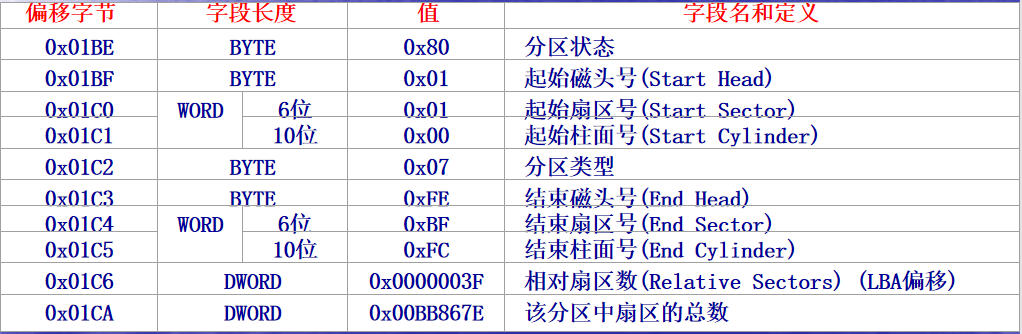 偏移字节 字段长度 值 字段名和定义
0x01BE BYTE 0x80 分区状态
0x01BF BYTE 0x01 起始磁头号(Start Head)
0x01C0 WORD 6位 0x01 起始扇区号(Start Sector)
0x01C1 10位 0x00 起始柱面号(Start Cylinder)
0x01C2 BYTE 0x07 分区类型
0x01C3 BYTE 0xFE 结束磁头号(End Head)
0x01C4 WORD 6位 0xBF 结束扇区号(End Sector)
0x01C5 10位 0xFC 结束柱面号(End Cylinder)
0x01C6 DWORD 0x0000003F 相对扇区数(Relative Sectors) (LBA偏移)
0x01CA DWORD 0x00BB867E 该分区中扇区的总数